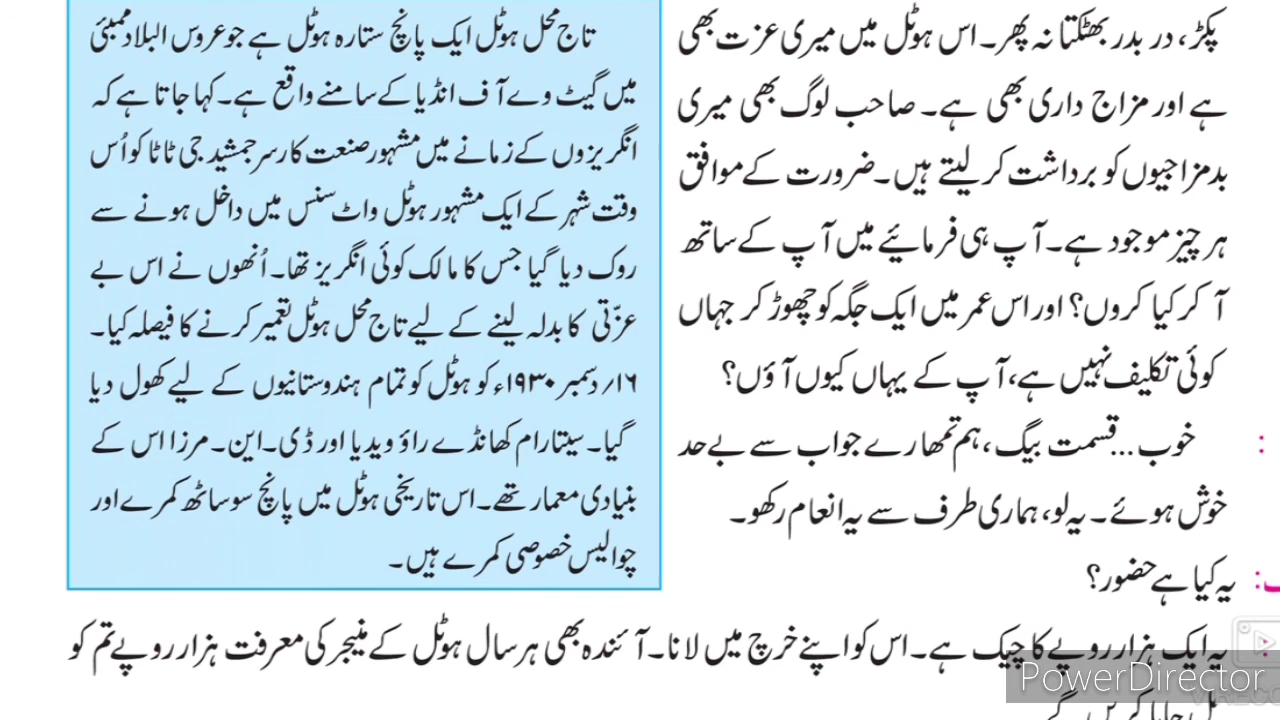 پکڑ، در بدر بھٹکتا نہ پھر۔ اس ہوٹل میں میری عزت بھی
ہے اور مزاج داری بھی ہے۔ صاحب لوگ بھی میری
بدمزاجیوں کو برداشت کر لیتے ہیں۔ ضرورت کے موافق
ہر چیز موجود ہے۔ آپ ہی فرمائیے میں آپ کے ساتھ
آ کر کیا کروں؟ اور اس عمر میں ایک جگہ کو چھوڑ کر جہاں
کوئی تکلیف نہیں ہے، آپ کے یہاں کیوں آؤں؟
: خوب ... قسمت بیگ، ہم تمھارے جواب سے بے حد
خوش ہوئے۔ یہ لو، ہماری طرف سے یہ انعام رکھو۔
: یہ کیا ہے حضور؟
تاج محل ہوٹل ایک پانچ ستارہ ہوٹل ہے جو عروس البلاد ممبئی
میں گیٹ وے آف انڈیا کے سامنے واقع ہے۔ کہا جاتا ہے کہ
انگریزوں کے زمانے میں مشہور صنعت کار سر جمشید جی ٹاٹا کو اُس
وقت شہر کے ایک مشہور ہوٹل واٹ سنس میں داخل ہونے سے
روک دیا گیا جس کا مالک کوئی انگریز تھا۔ اُنھوں نے اس بے
عزّتی کا بدلہ لینے کے لیے تاج محل ہوٹل تعمیر کرنے کا فیصلہ کیا۔
۱۶؍ دسمبر ۱۹۳۰ء کو ہوٹل کو تمام ہندوستانیوں کے لیے کھول دیا
گیا۔ سیتارام کھانڈے راؤ ویدیا اور ڈی۔ این۔ مرزا اس کے
بنیادی معمار تھے۔ اس تاریخی ہوٹل میں پانچ سو ساٹھ کمرے اور
چوالیس خصوصی کمرے ہیں۔
: یہ ایک ہزار روپے کا چیک ہے۔ اس کو اپنے خرچ میں لانا۔ آئندہ بھی ہر سال ہوٹل کے منیجر کی معرفت ہزار روپے تم کو
PowerDirector